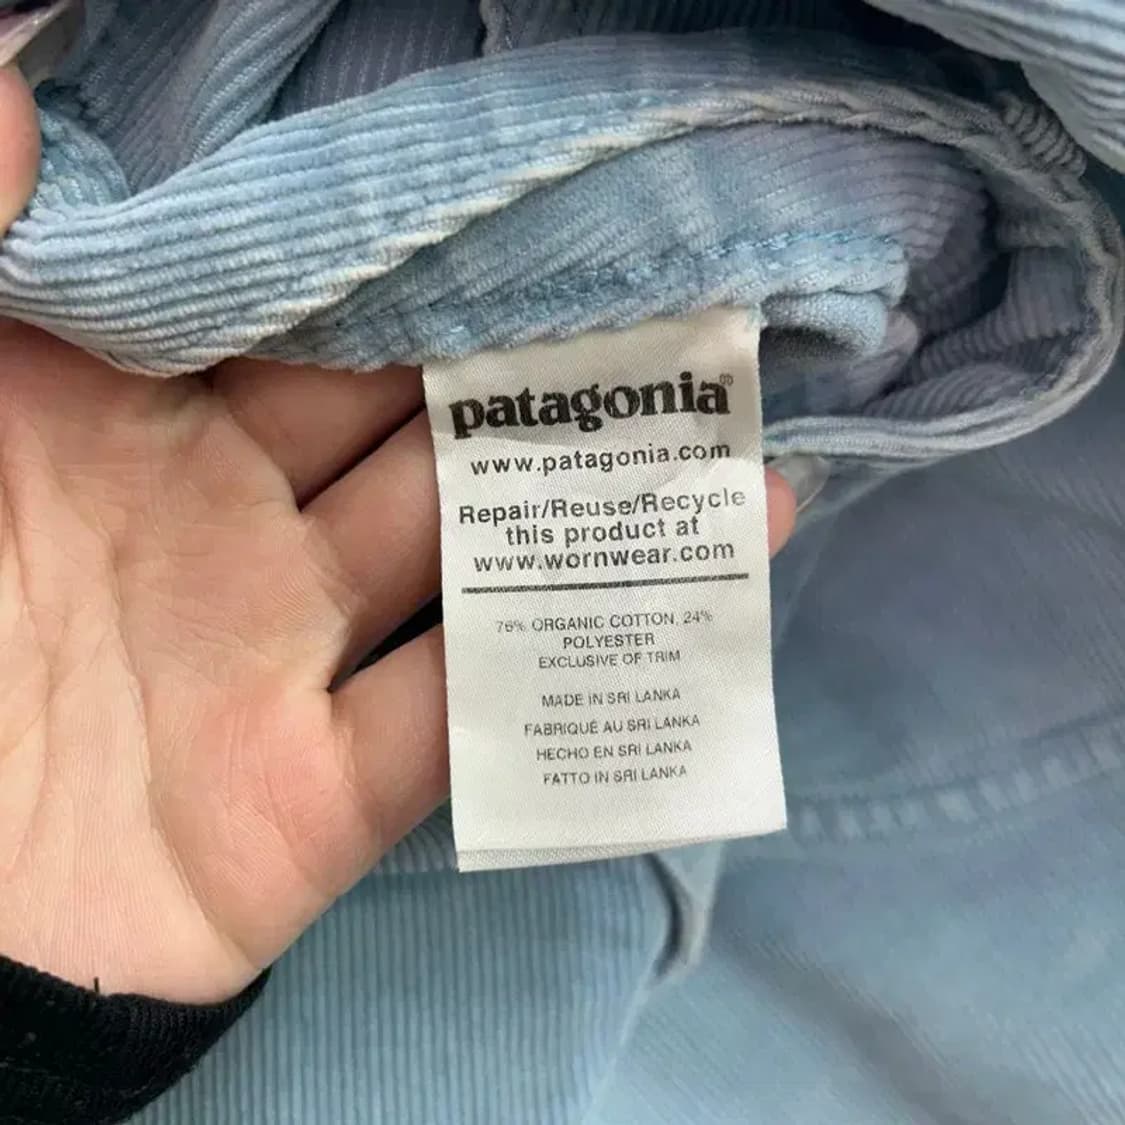 patagonia®
www.patagonia.com
Repair/Reuse/Recycle
this product at
www.wornwear.com
76% ORGANIC COTTON, 24%
POLYESTER
EXCLUSIVE OF TRIM
MADE IN SRI LANKA
FABRIQUÉ AU SRI LANKA
HECHO EN SRI LANKA
FATTO IN SRI LANKA